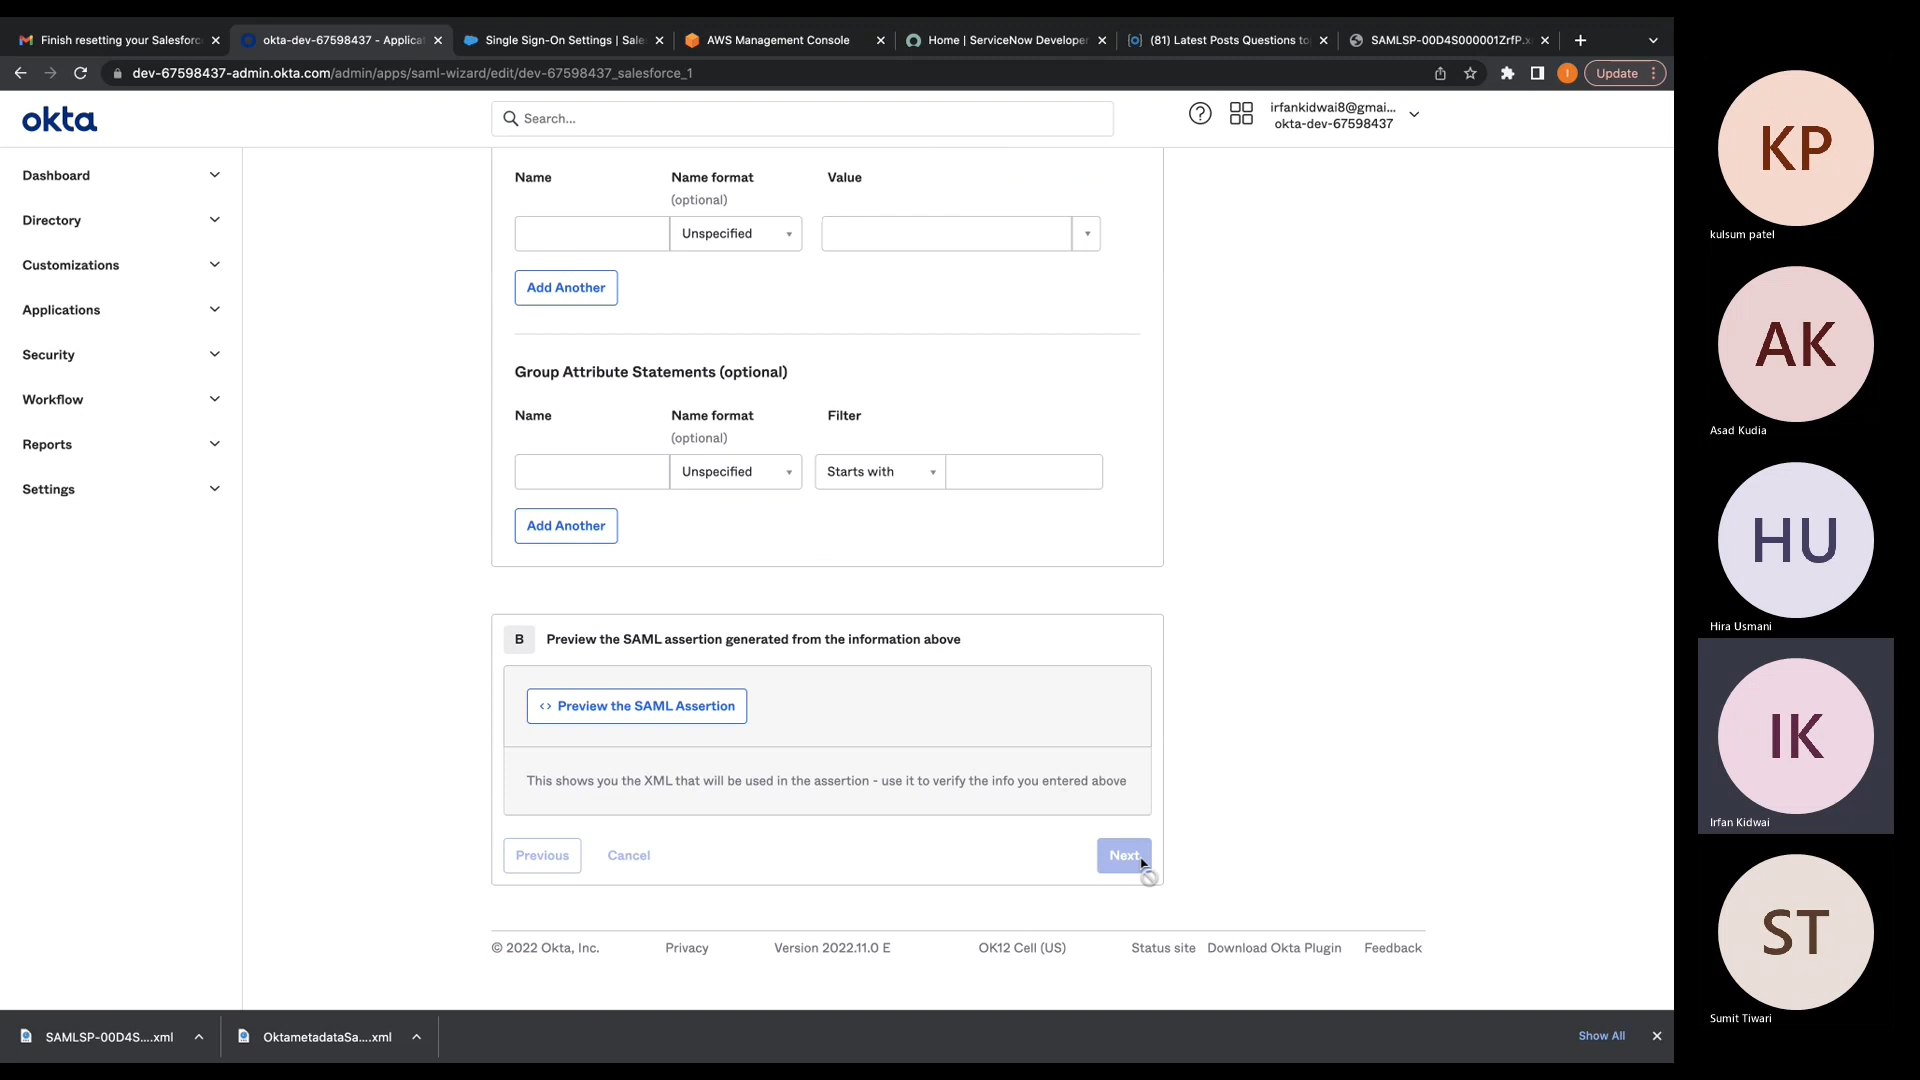 Finish resetting your Salesforc
okta-dev-67598437 - Applicat
Single Sign-On Settings | Sale
AWS Management Console
Home | ServiceNow Develope
(81) Latest Posts Questions to
SAMLSP-00D4S000001ZrfP.x
dev-67598437-admin.okta.com/admin/apps/saml-wizard/edit/dev-67598437_salesforce_1
I
Update
okta
Search...
irfankidwai8@gmai...
okta-dev-67598437
Dashboard
Directory
Customizations
Applications
Security
Workflow
Reports
Settings
Name
Name format
(optional)
Value
Unspecified
Add Another
Group Attribute Statements (optional)
Name
Name format
(optional)
Filter
Unspecified
Starts with
Add Another
B
Preview the SAML assertion generated from the information above
<> Preview the SAML Assertion
This shows you the XML that will be used in the assertion - use it to verify the info you entered above
Previous
Cancel
Next
© 2022 Okta, Inc.
Privacy
Version 2022.11.0 E
OK12 Cell (US)
Status site
Download Okta Plugin
Feedback
SAMLSP-00D4S....xml
OktametadataSa....xml
Show All
KP
kulsum patel
AK
Asad Kudia
HU
Hira Usmani
IK
Irfan Kidwai
ST
Sumit Tiwari